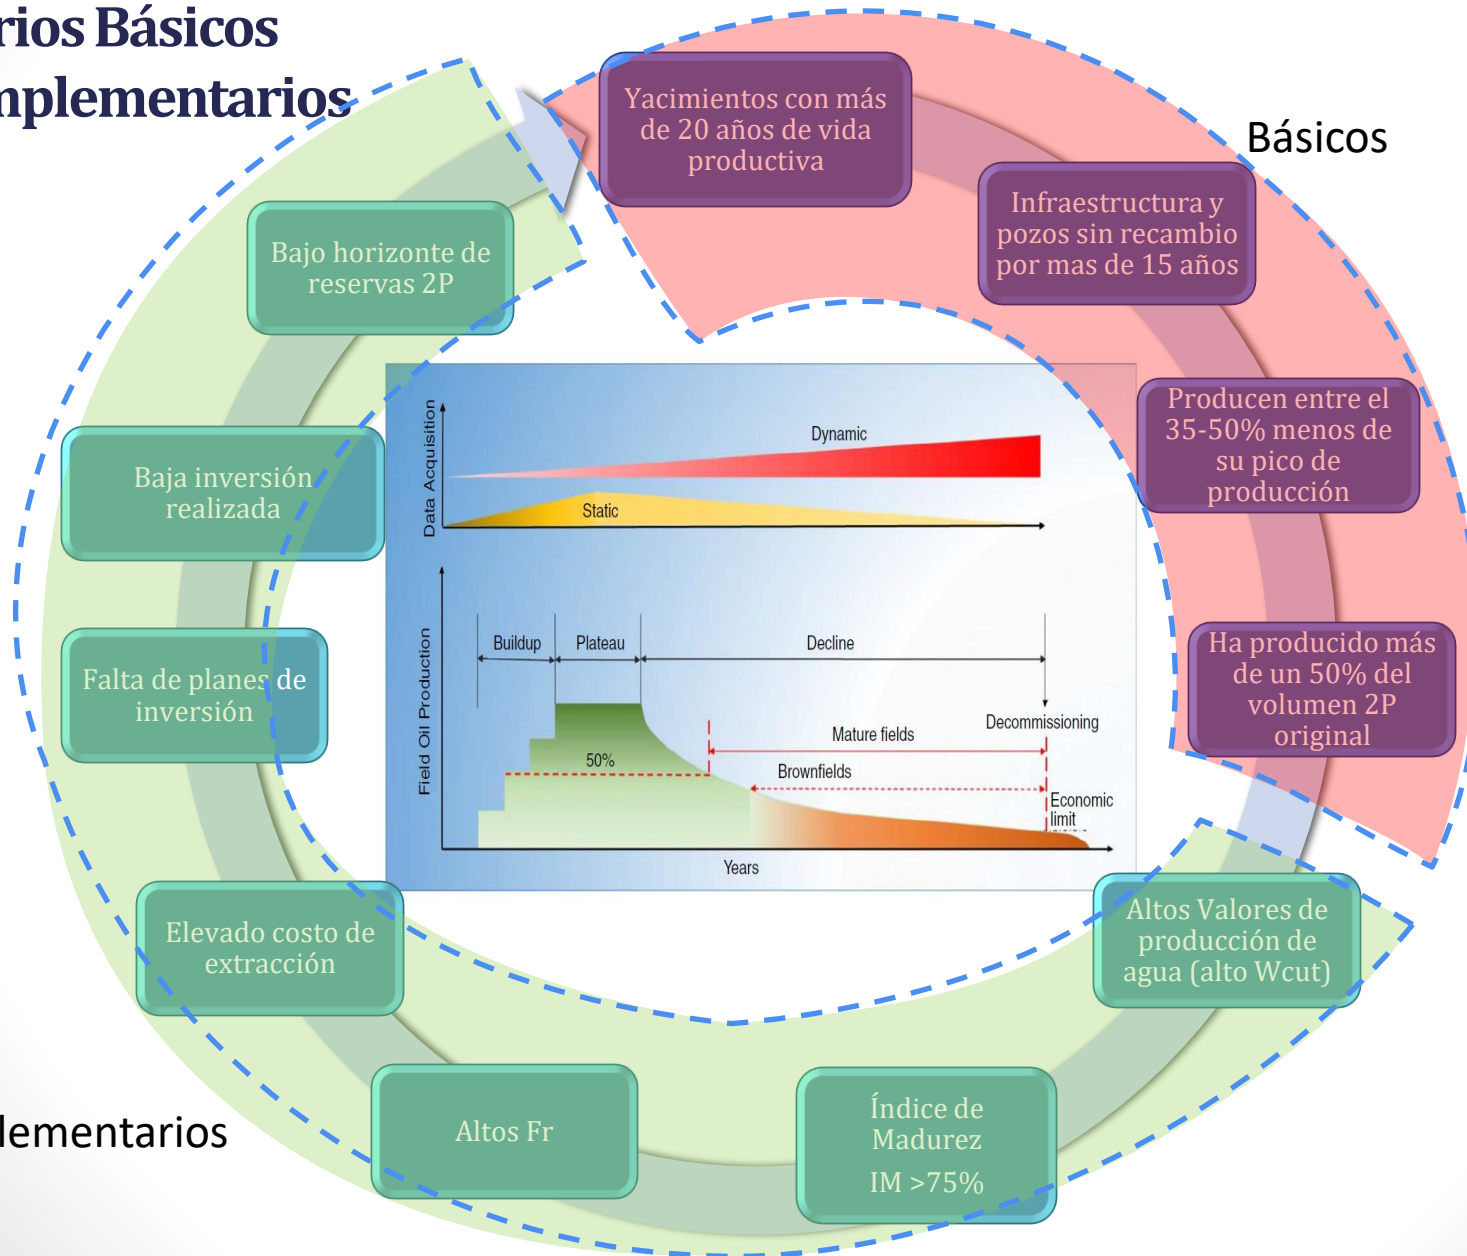 rios Básicos
mplementarios
Básicos
Yacimientos con más
de 20 años de vida
productiva
Infraestructura y
pozos sin recambio
por mas de 15 años
Producen entre el
35-50% menos de
su pico de
producción
Ha producido más
de un 50% del
volumen 2P
original
Altos Valores de
producción de
agua (alto Wcut)
Índice de
Madurez
IM >75%
Altos Fr
Elevado costo de
extracción
Falta de planes de
inversión
Baja inversión
realizada
Bajo horizonte de
reservas 2P
lementarios
Data Acquisition
Dynamic
Static
Field Oil Production
Buildup
Plateau
Decline
Decommissioning
Mature fields
50%
Brownfields
Economic
limit
Years